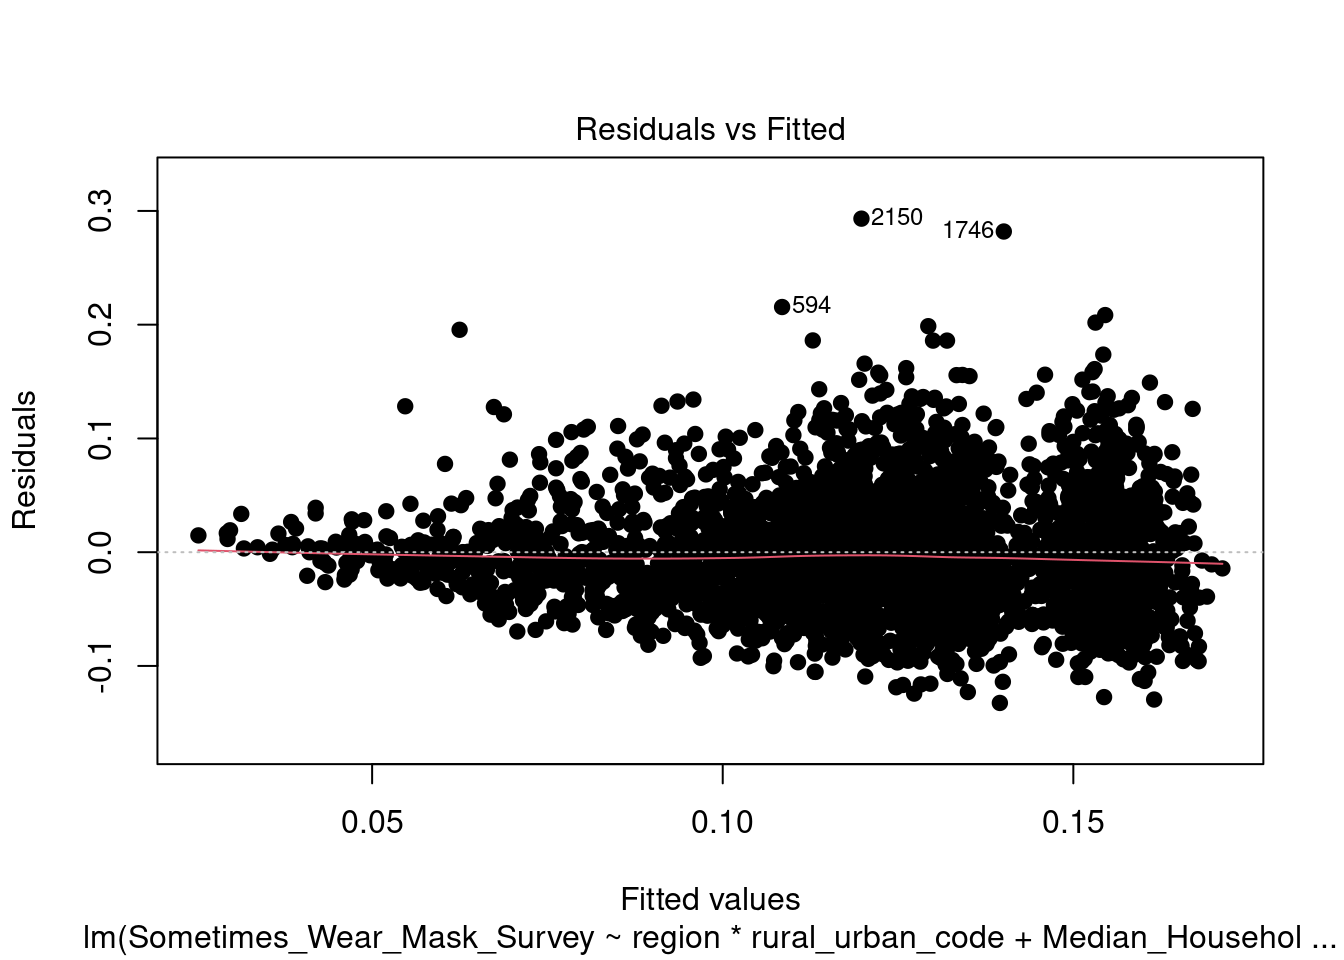 Residuals vs Fitted
0.3
0.2
0.1
0.0
-0.1
Residuals
2150
1746
594
0.05 0.10 0.15
Fitted values
lm(Sometimes_Wear_Mask_Survey ~ region * rural_urban_code + Median_Househol ...